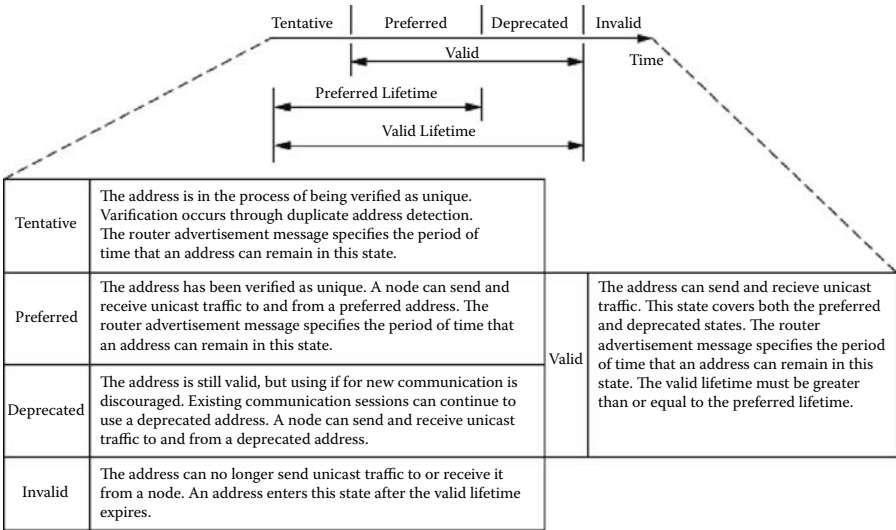 Tentative Preferred Deprecated Invalid
Valid
Time
Preferred Lifetime
Valid Lifetime
Tentative
The address is in the process of being verified as unique.
Varification occurs through duplicate address detection.
The router advertisement message specifies the period of
time that an address can remain in this state.
Preferred
The address has been verified as unique. A node can send and
receive unicast traffic to and from a preferred address. The
router advertisement message specifies the period of time that
an address can remain in this state.
Deprecated
The address is still valid, but using if for new communication is
discouraged. Existing communication sessions can continue to
use a deprecated address. A node can send and receive unicast
traffic to and from a deprecated address.
Valid
The address can send and recieve unicast
traffic. This state covers both the preferred
and deprecated states. The router
advertisement message specifies the period
of time that an address can remain in this
state. The valid lifetime must be greater
than or equal to the preferred lifetime.
Invalid
The address can no longer send unicast traffic to or receive it
from a node. An address enters this state after the valid lifetime
expires.